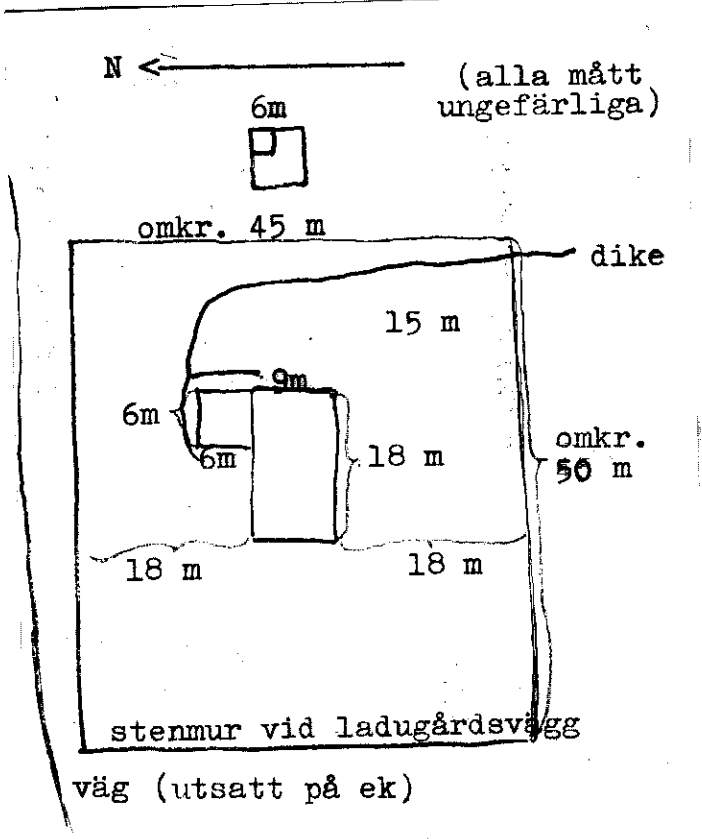 N
(alla mått
ungefärliga)
6m
omkr. 45 m
dike
15 m
9m
6m
6m
18 m
omkr.
50 m
18 m
18 m
stenmur vid ladugårdsvägg
väg (utsatt på ek)